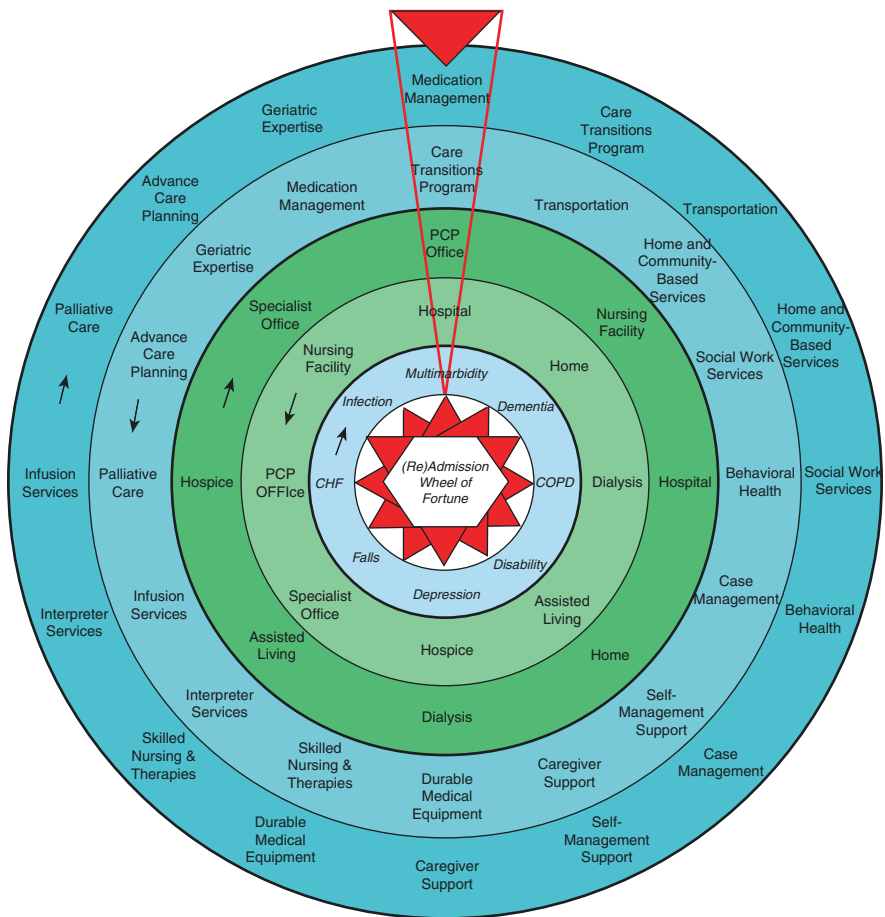 Medication
Management
Care
Transitions
Program
Transportation
Home and
Community-
Based
Services
Social Work
Services
Behavioral
Health
Case
Management
Self-
Management
Support
Caregiver
Support
Durable
Medical
Equipment
Skilled
Nursing &
Therapies
Interpreter
Services
Infusion
Services
Palliative
Care
Advance
Care
Planning
Geriatric
Expertise
Care
Transitions
Program
Transportation
Home and
Community-
Based
Services
Social Work
Services
Behavioral
Health
Case
Management
Self-
Management
Support
Caregiver
Support
Durable
Medical
Equipment
Skilled
Nursing &
Therapies
Interpreter
Services
Infusion
Services
Palliative
Care
Advance
Care
Planning
Geriatric
Expertise
Medication
Management
PCP
Office
Nursing
Facility
Hospital
Home
Dialysis
Assisted
Living
Hospice
Specialist
Office
Hospital
Home
Dialysis
Assisted
Living
Hospice
Specialist
Office
PCP
OFFIce
Nursing
Facility
Multimarbidity
Dementia
COPD
Disability
Depression
Falls
CHF
Infection
(Re)Admission
Wheel of
Fortune